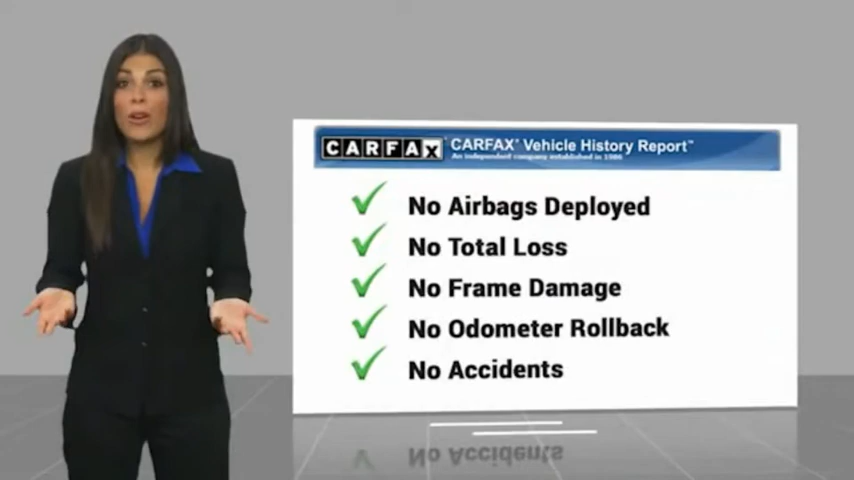 CARFAX CARFAX® Vehicle History Report™
An independent company established in 1986
No Airbags Deployed
No Total Loss
No Frame Damage
No Odometer Rollback
No Accidents
No Accidents